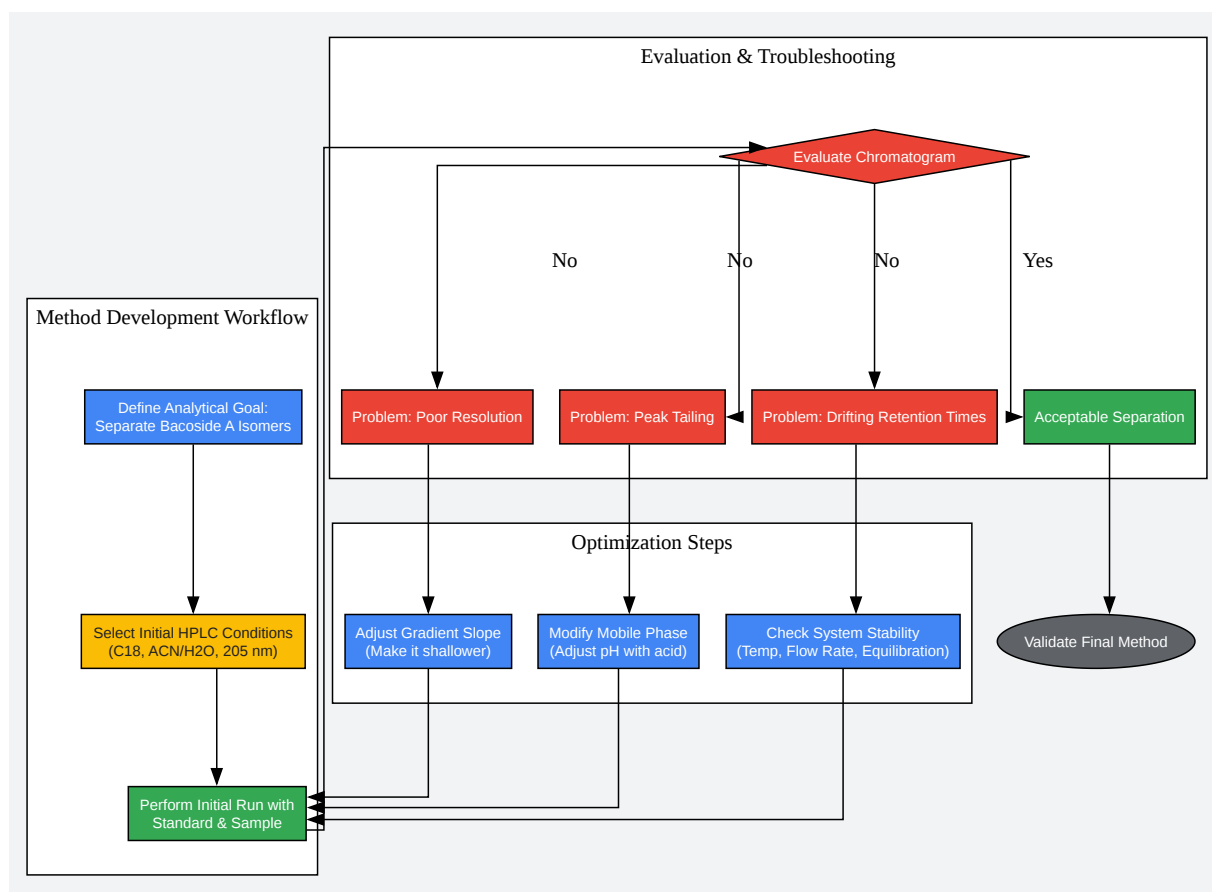 Evaluation & Troubleshooting
Evaluate Chromatogram
No
No
No
Yes
Method Development Workflow
Define Analytical Goal:
Separate Bacoside A Isomers
Problem: Poor Resolution
Problem: Peak Tailing
Problem: Drifting Retention Times
Acceptable Separation
Optimization Steps
Select Initial HPLC Conditions
(C18, ACN/H2O, 205 nm)
Adjust Gradient Slope
(Make it shallower)
Modify Mobile Phase
(Adjust pH with acid)
Check System Stability
(Temp, Flow Rate, Equilibration)
Validate Final Method
Perform Initial Run with
Standard & Sample